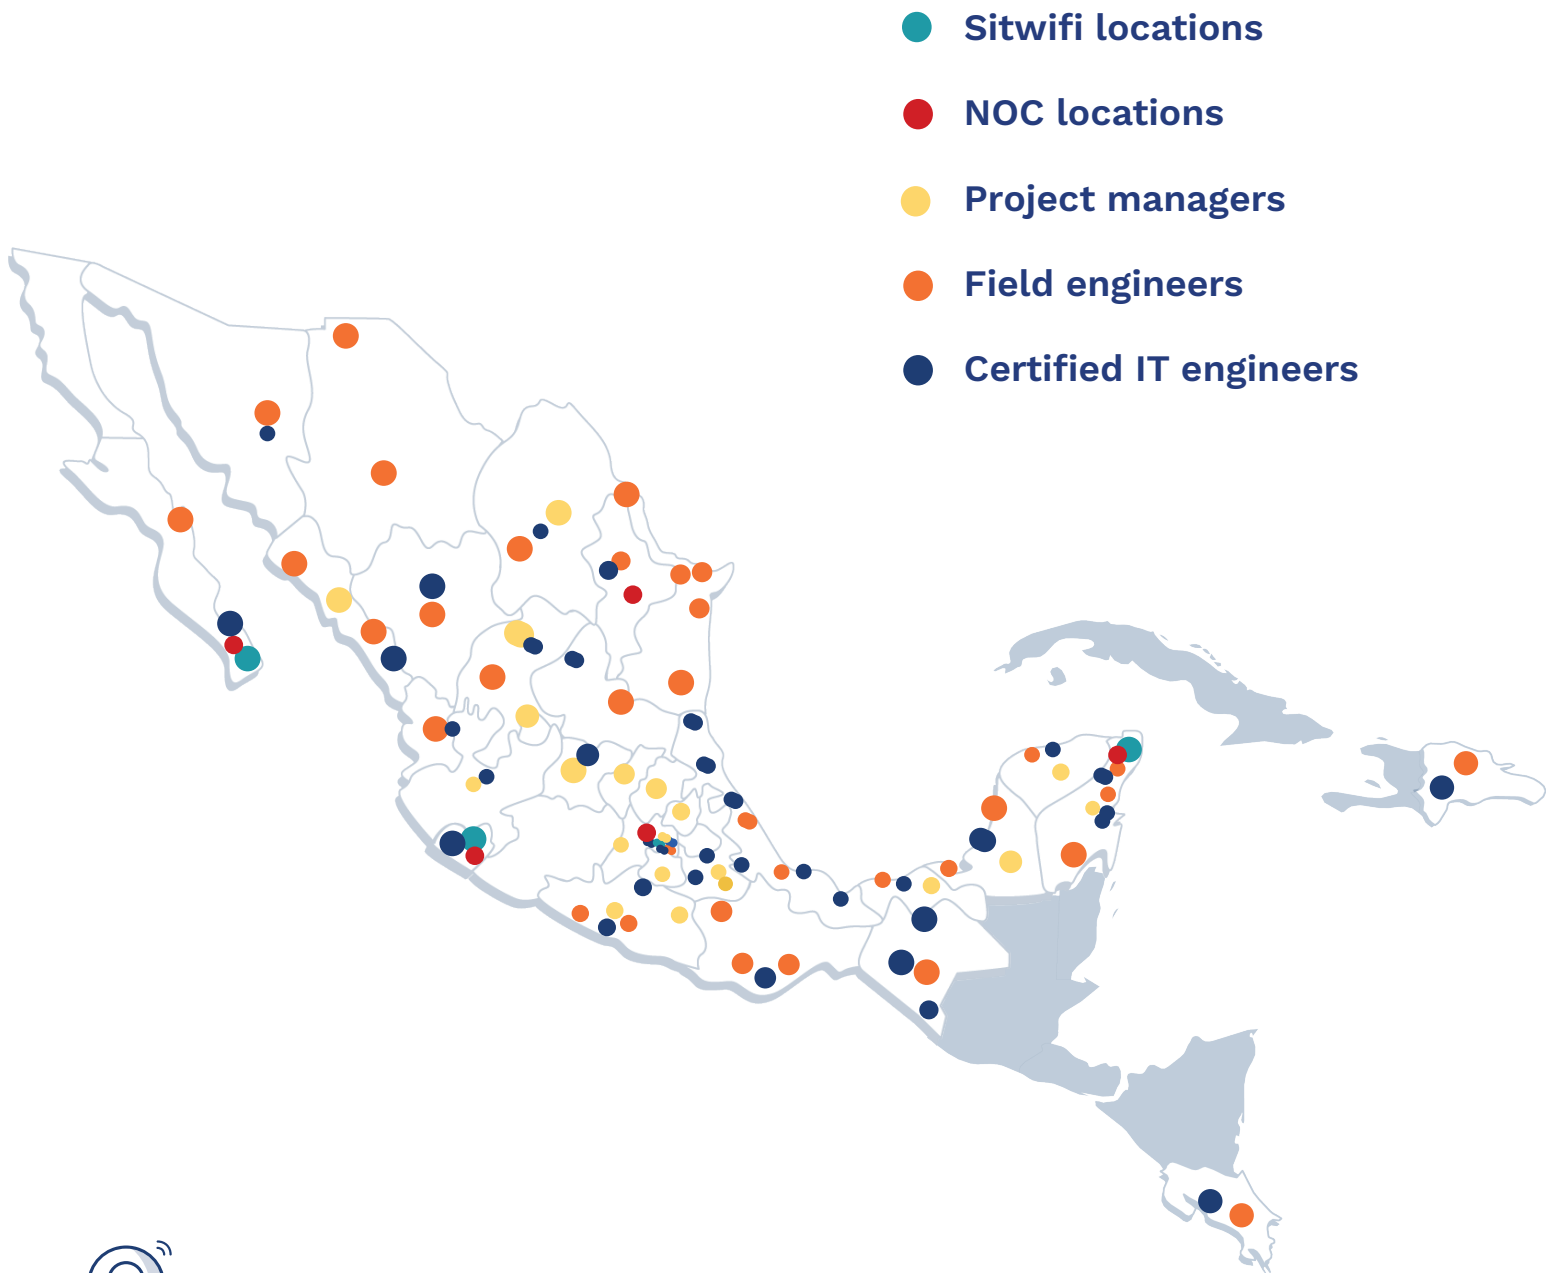 Sitwifi locations
NOC locations
Project managers
Field engineers
Certified IT engineers